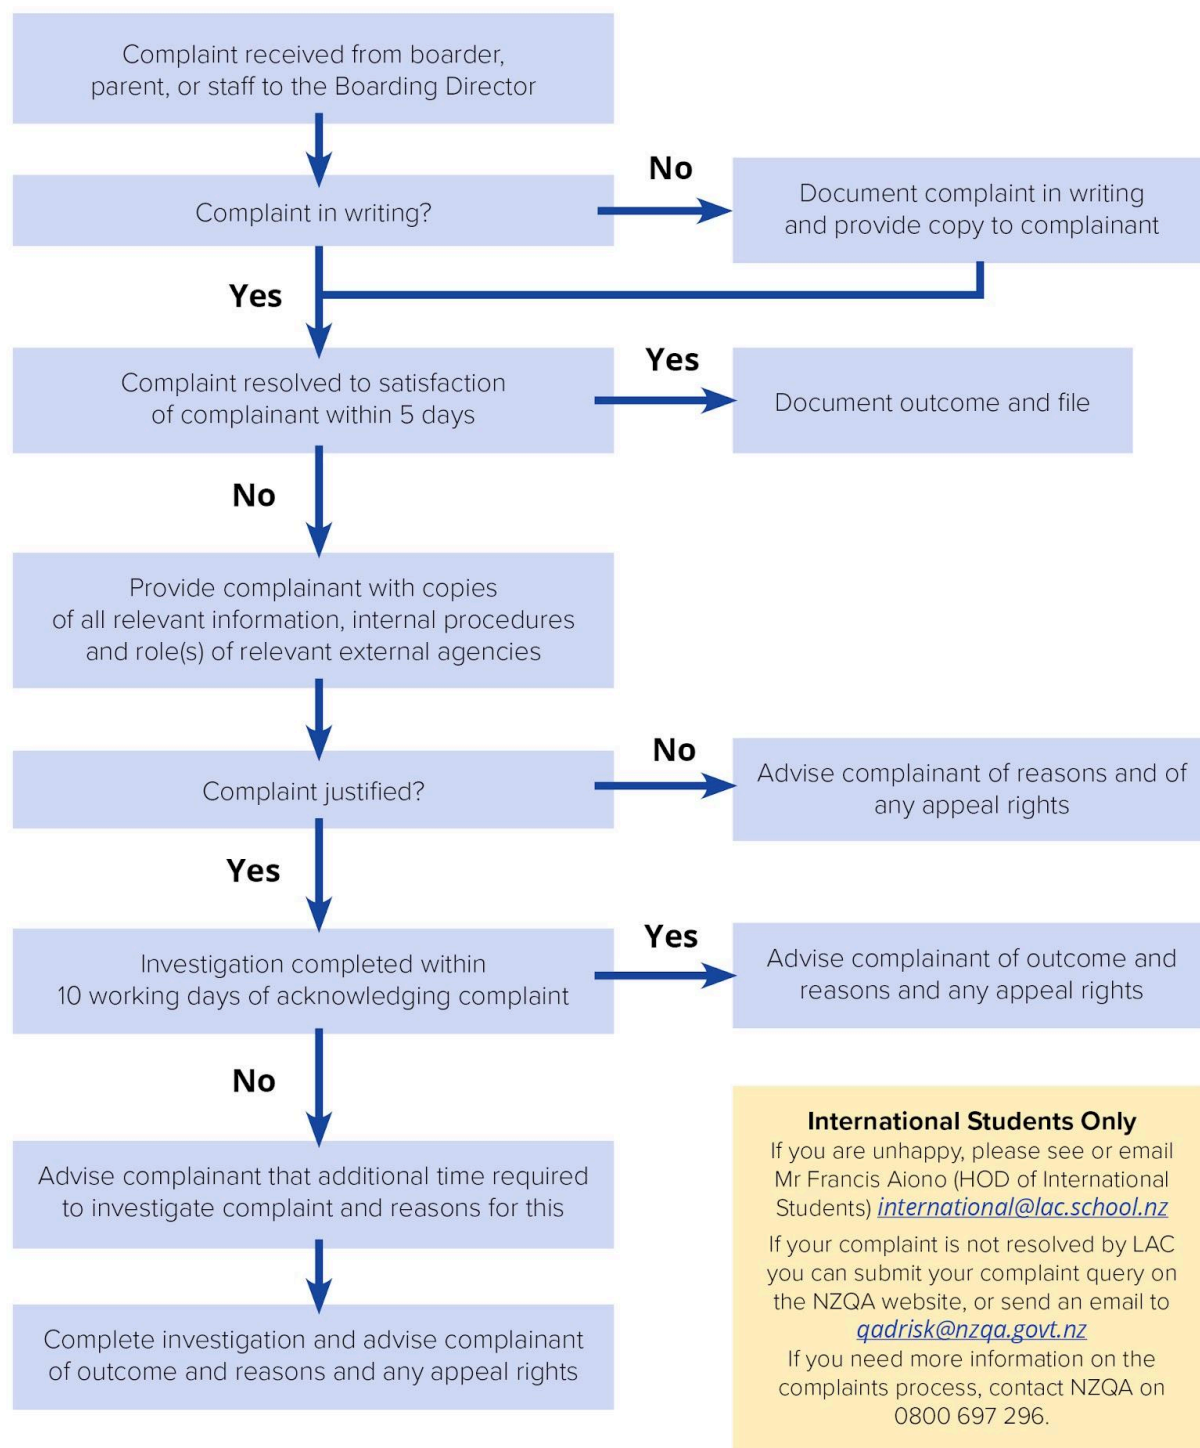 Complaint received from boarder,
parent, or staff to the Boarding Director
Complaint in writing?
No
Document complaint in writing
and provide copy to complainant
Yes
Complaint resolved to satisfaction
of complainant within 5 days
Yes
Document outcome and file
No
Provide complainant with copies
of all relevant information, internal procedures
and role(s) of relevant external agencies
Complaint justified?
No
Advise complainant of reasons and of
any appeal rights
Yes
Investigation completed within
10 working days of acknowledging complaint
Yes
Advise complainant of outcome and
reasons and any appeal rights
No
Advise complainant that additional time required
to investigate complaint and reasons for this
Complete investigation and advise complainant
of outcome and reasons and any appeal rights
International Students Only
If you are unhappy, please see or email
Mr Francis Aiono (HOD of International
Students) international@lac.school.nz
If your complaint is not resolved by LAC
you can submit your complaint query on
the NZQA website, or send an email to
qadrisk@nzqa.govt.nz
If you need more information on the
complaints process, contact NZQA on
0800 697 296.